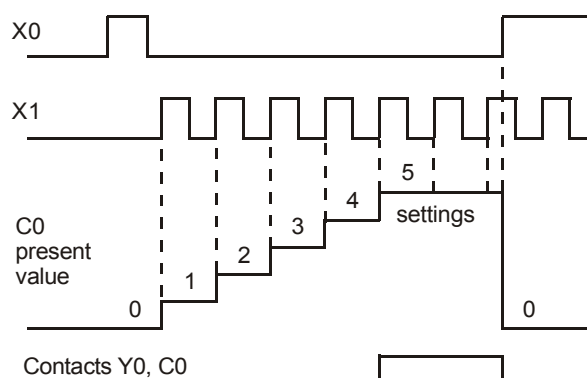 X0
X1
5
settings
4
3
2
1
0
0
C0
present
value
Contacts Y0, C0